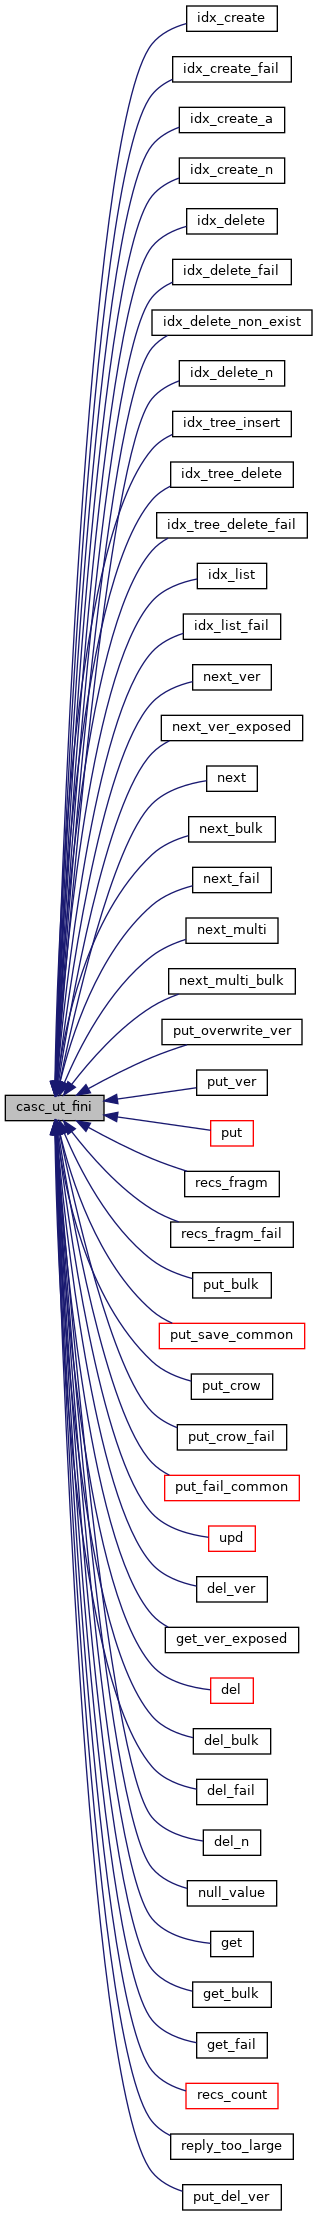 idx_create
idx_create_fail
idx_create_a
idx_create_n
idx_delete
idx_delete_fail
idx_delete_non_exist
idx_delete_n
idx_tree_insert
idx_tree_delete
idx_tree_delete_fail
idx_list
idx_list_fail
next_ver
next_ver_exposed
next
next_bulk
next_fail
next_multi
next_multi_bulk
put_overwrite_ver
put_ver
casc_ut_fini
put
recs_fragm
recs_fragm_fail
put_bulk
put_save_common
put_crow
put_crow_fail
put_fail_common
upd
del_ver
get_ver_exposed
del
del_bulk
del_fail
del_n
null_value
get
get_bulk
get_fail
recs_count
reply_too_large
put_del_ver